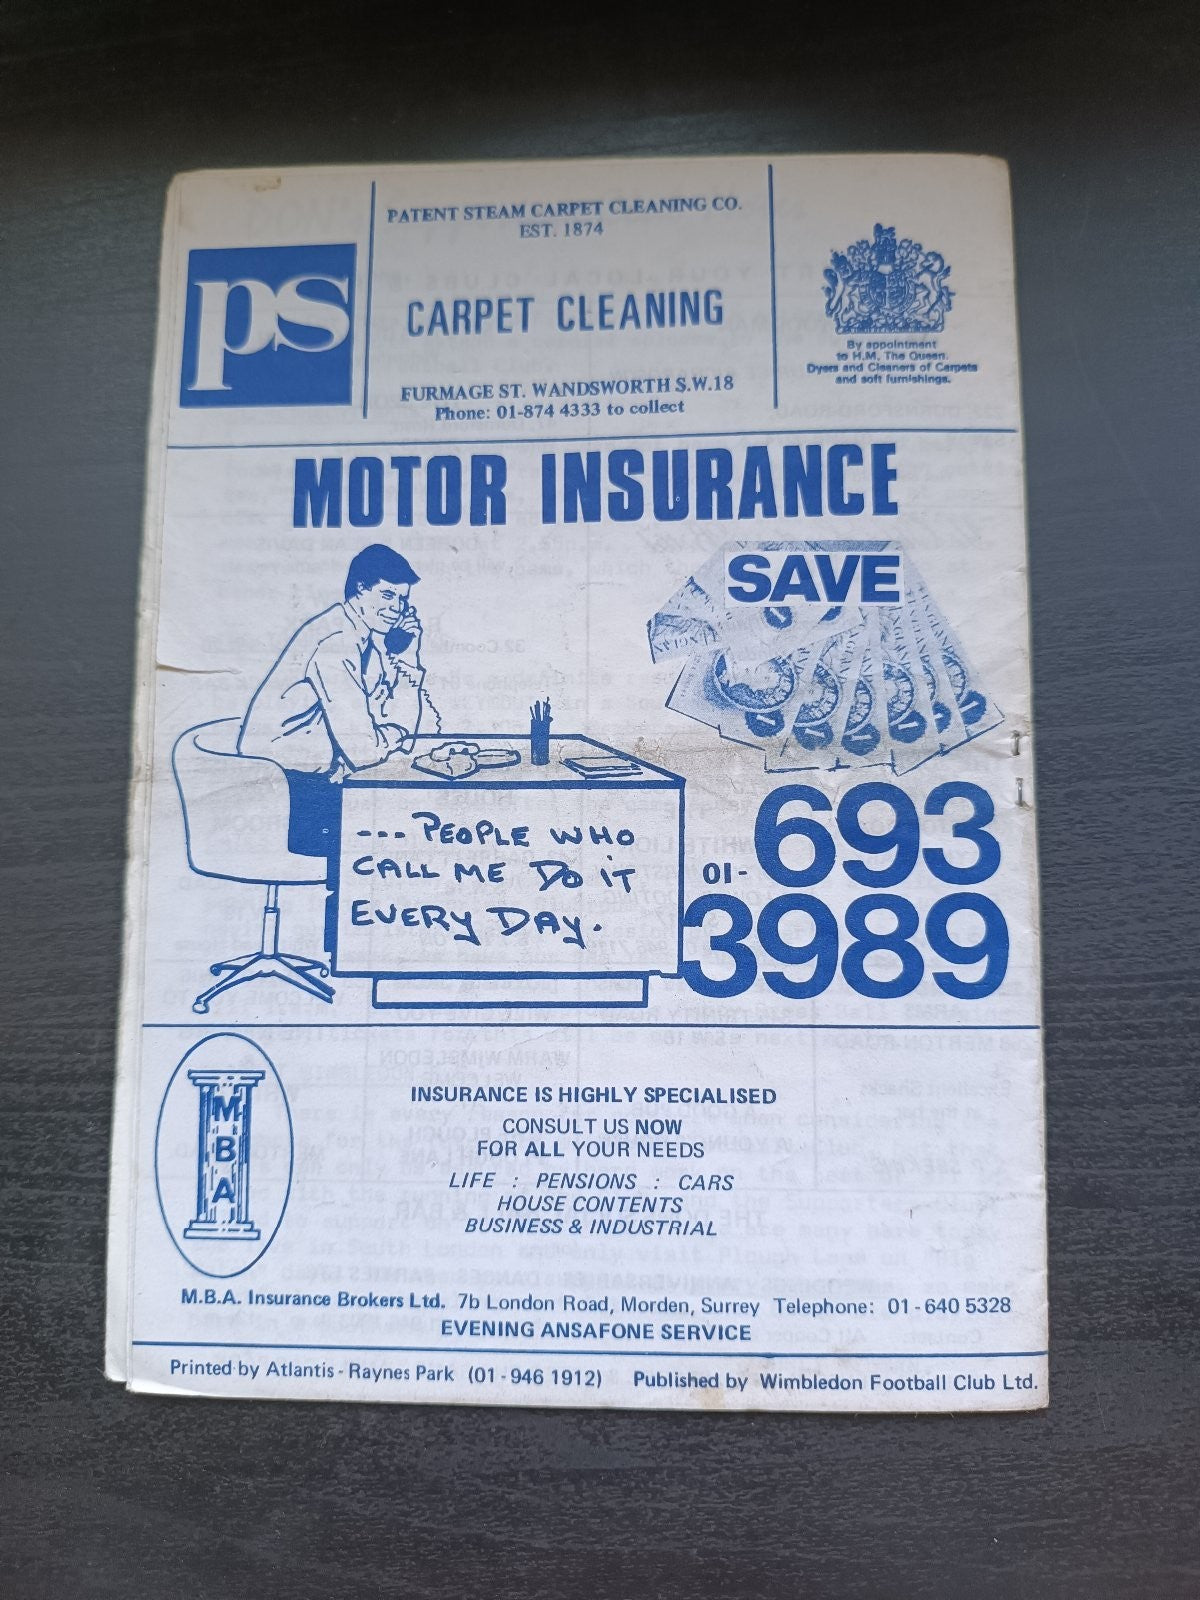 ps
PATENT STEAM CARPET CLEANING CO.
EST. 1874
CARPET CLEANING
FURMAGE ST. WANDSWORTH S.W.18
Phone: 01-874 4333 to collect
By appointment
to H.M. The Queen.
Dyers and Cleaners of Carpets
and soft furnishings.
MOTOR INSURANCE
SAVE
--- PEOPLE WHO
CALL ME DO IT
EVERY DAY.
01- 693
3989
M
B
A
INSURANCE IS HIGHLY SPECIALISED
CONSULT US NOW
FOR ALL YOUR NEEDS
LIFE : PENSIONS : CARS
HOUSE CONTENTS
BUSINESS & INDUSTRIAL
M.B.A. Insurance Brokers Ltd. 7b London Road, Morden, Surrey Telephone: 01-640 5328
EVENING ANSAFONE SERVICE
Printed by Atlantis - Raynes Park (01-946 1912) Published by Wimbledon Football Club Ltd.